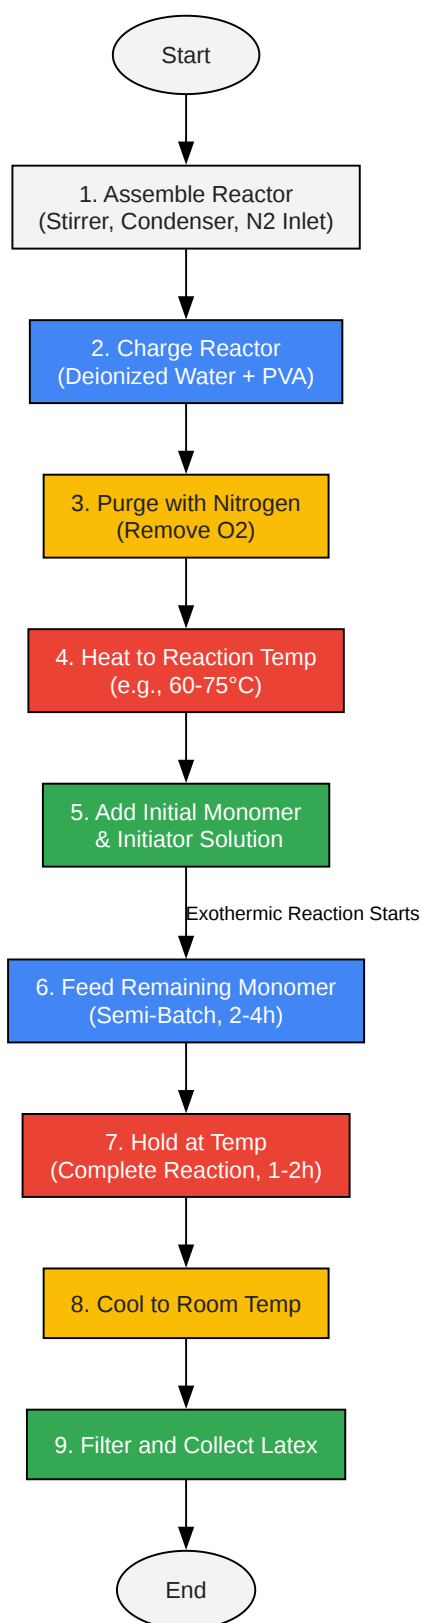 Start
1. Assemble Reactor
(Stirrer, Condenser, N2 Inlet)
2. Charge Reactor
(Deionized Water + PVA)
3. Purge with Nitrogen
(Remove O2)
4. Heat to Reaction Temp
(e.g., 60-75°C)
5. Add Initial Monomer
& Initiator Solution
Exothermic Reaction Starts
6. Feed Remaining Monomer
(Semi-Batch, 2-4h)
7. Hold at Temp
(Complete Reaction, 1-2h)
8. Cool to Room Temp
9. Filter and Collect Latex
End